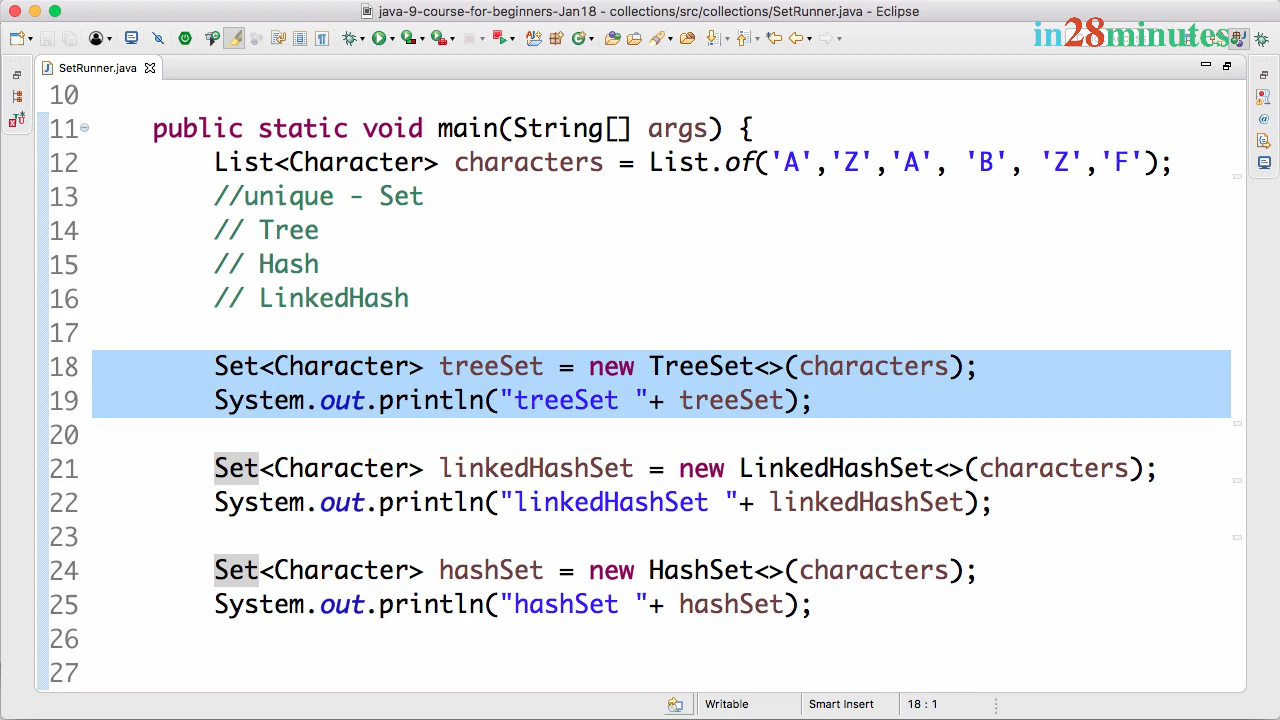 java-9-course-for-beginners-Jan18 - collections/src/collections/SetRunner.java - Eclipse
in28minutes
SetRunner.java
10
11 public static void main(String[] args) {
12 List<Character> characters = List.of('A','Z','A', 'B', 'Z','F');
13 //unique - Set
14 // Tree
15 // Hash
16 // LinkedHash
17
18 Set<Character> treeSet = new TreeSet<>(characters);
19 System.out.println("treeSet "+ treeSet);
20
21 Set<Character> linkedHashSet = new LinkedHashSet<>(characters);
22 System.out.println("linkedHashSet "+ linkedHashSet);
23
24 Set<Character> hashSet = new HashSet<>(characters);
25 System.out.println("hashSet "+ hashSet);
26
27
Writable Smart Insert 18 : 1